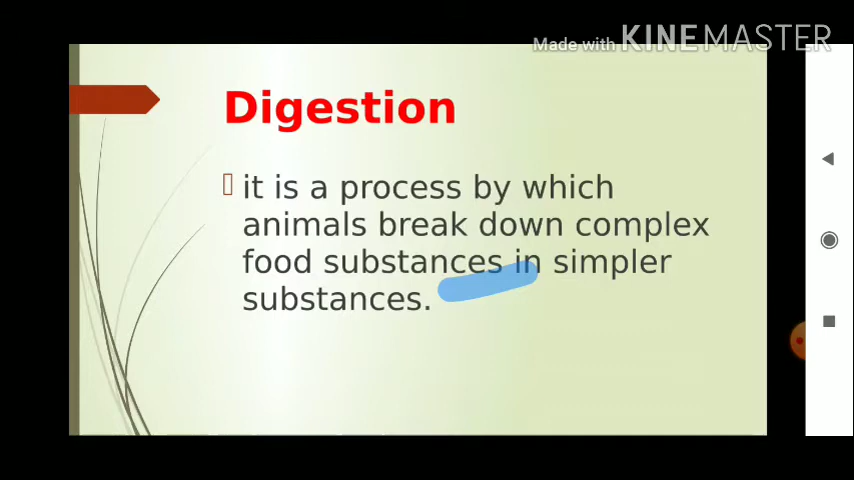 Made with KINEMASTER
Digestion
it is a process by which
animals break down complex
food substances in simpler
substances.